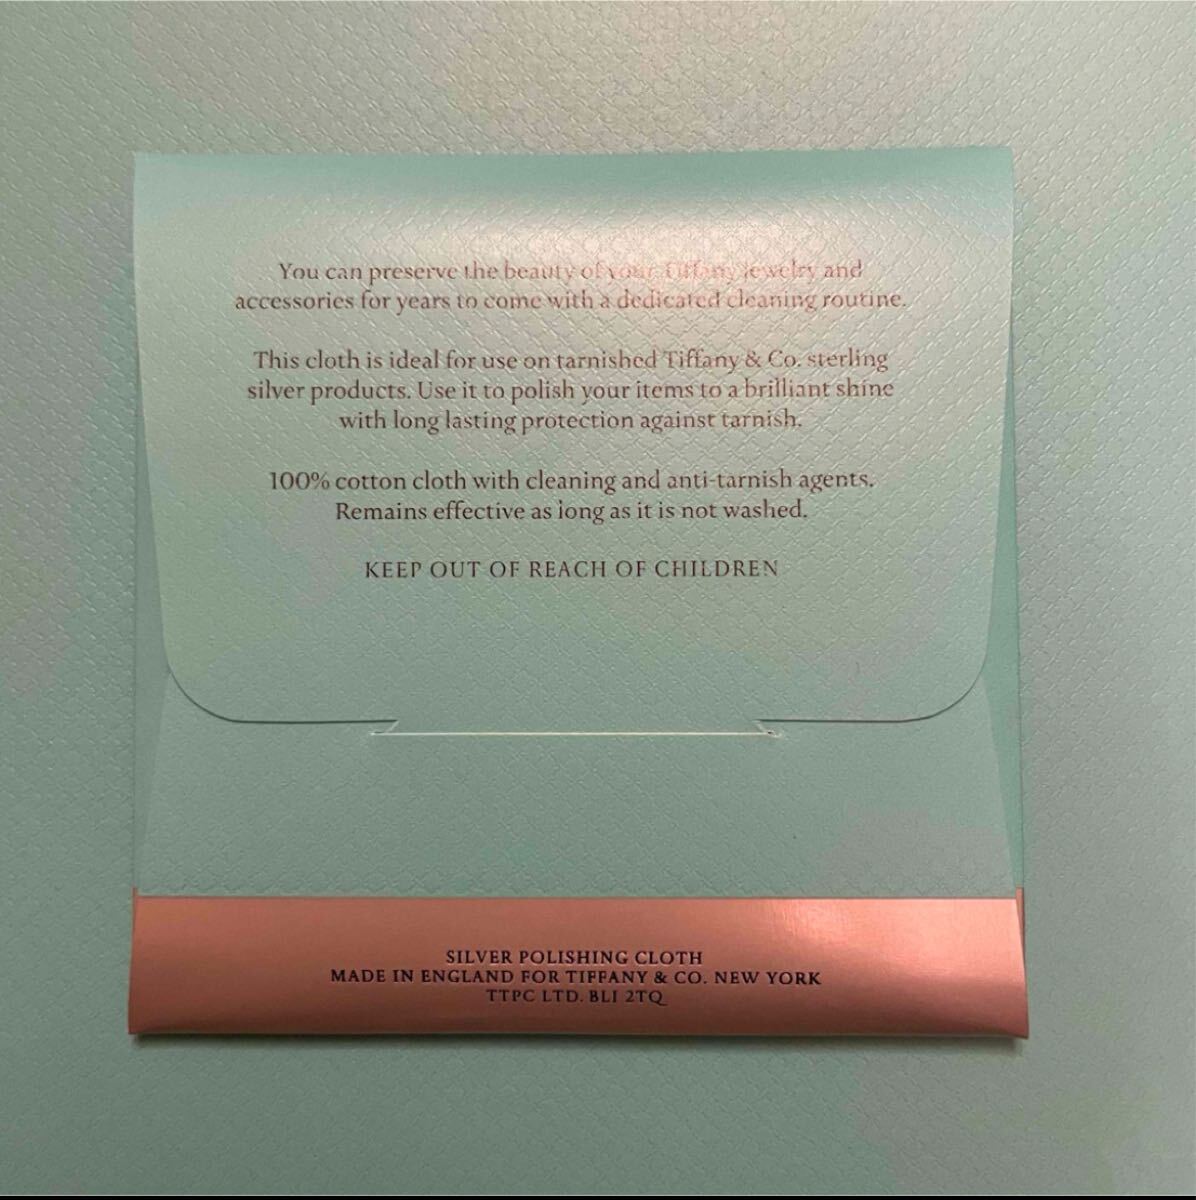 You can preserve the beauty of your Tiffany jewelry and
accessories for years to come with a dedicated cleaning routine.
This cloth is ideal for use on tarnished Tiffany & Co. sterling
silver products. Use it to polish your items to a brilliant shine
with long lasting protection against tarnish.
100% cotton cloth with cleaning and anti-tarnish agents.
Remains effective as long as it is not washed.
KEEP OUT OF REACH OF CHILDREN
SILVER POLISHING CLOTH
MADE IN ENGLAND FOR TIFFANY & CO. NEW YORK
TTPC LTD. BL1 2TQ